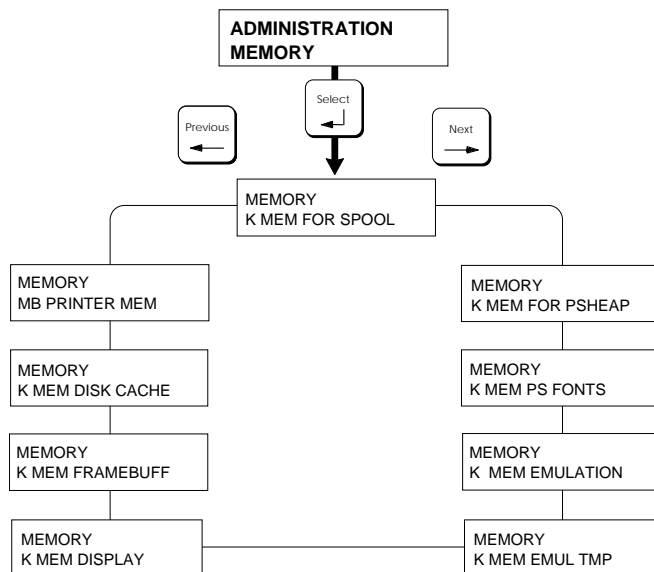 ADMINISTRATION
MEMORY
Select
Previous
Next
MEMORY
K MEM FOR SPOOL
MEMORY
MB PRINTER MEM
MEMORY
K MEM FOR PSHEAP
MEMORY
K MEM DISK CACHE
MEMORY
K MEM PS FONTS
MEMORY
K MEM FRAMEBUFF
MEMORY
K MEM EMULATION
MEMORY
K MEM DISPLAY
MEMORY
K MEM EMUL TMP